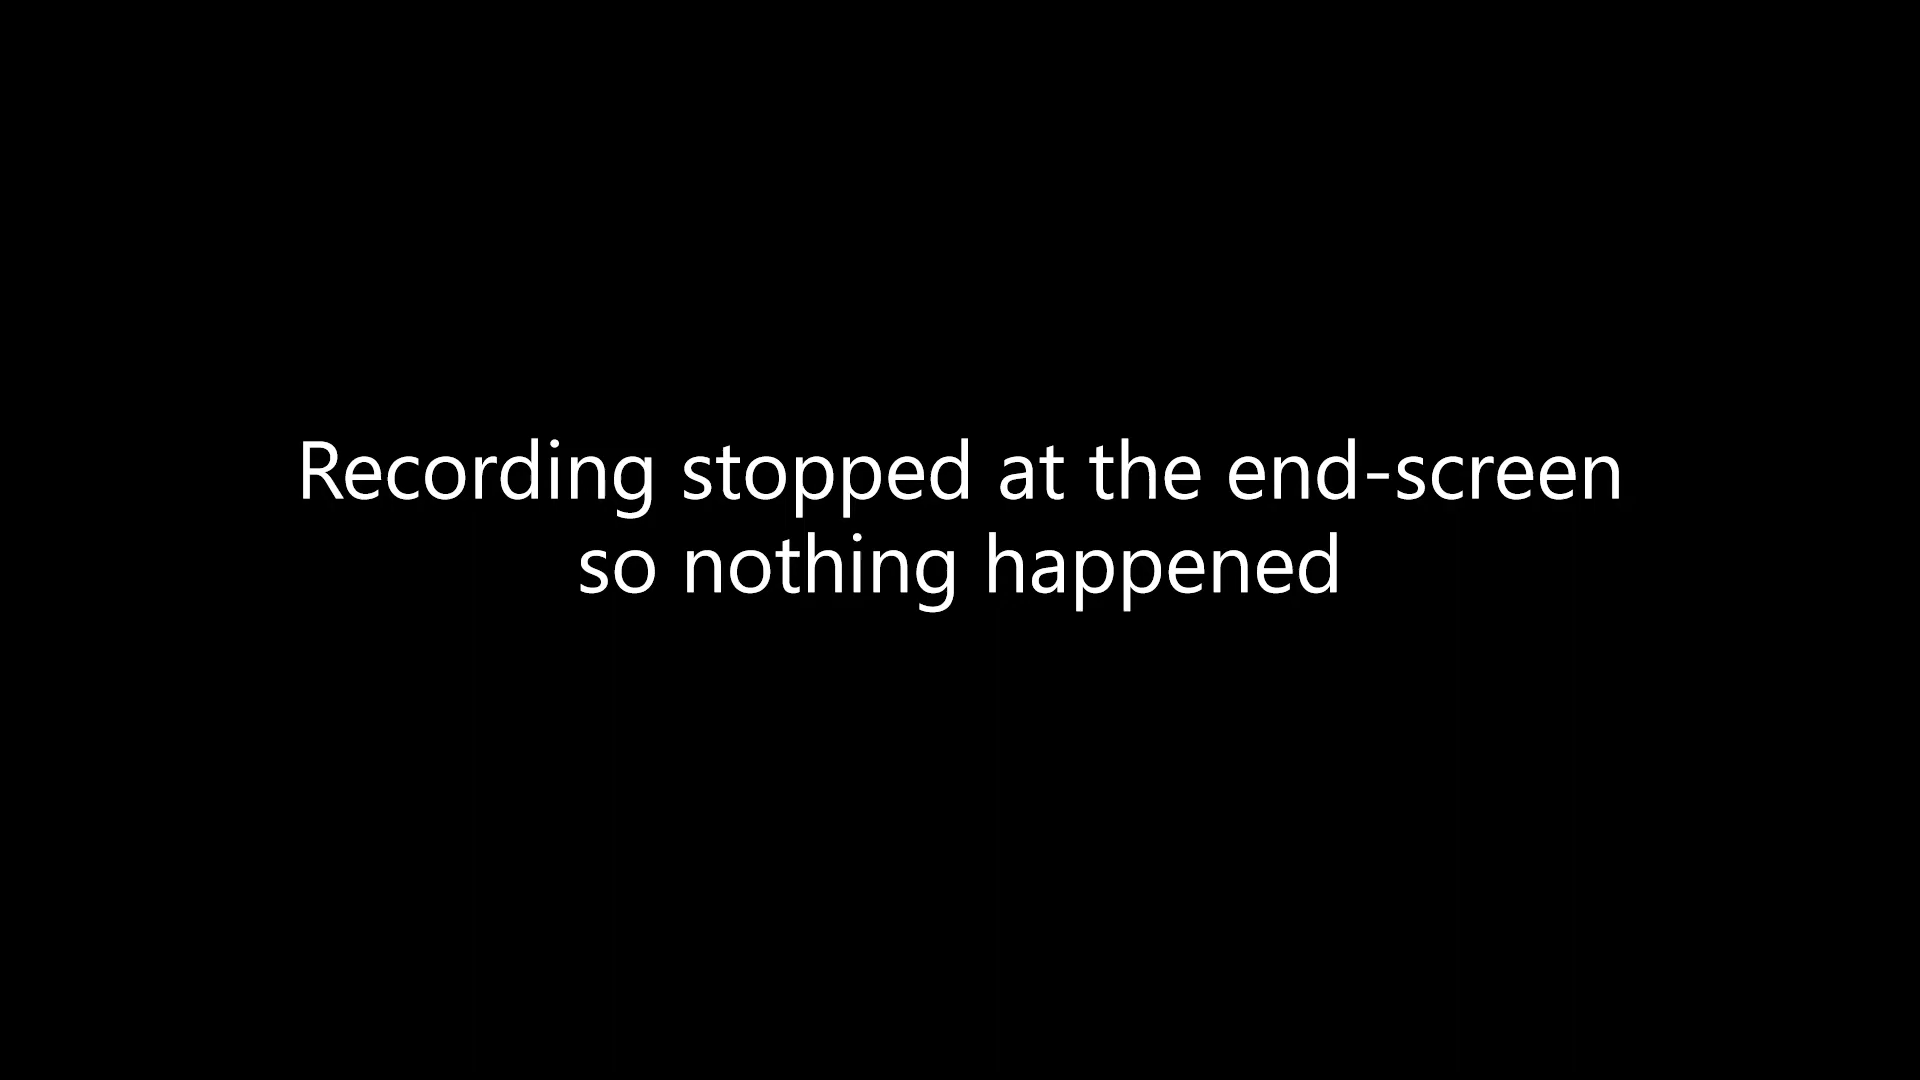 Recording stopped at the end-screen
so nothing happened